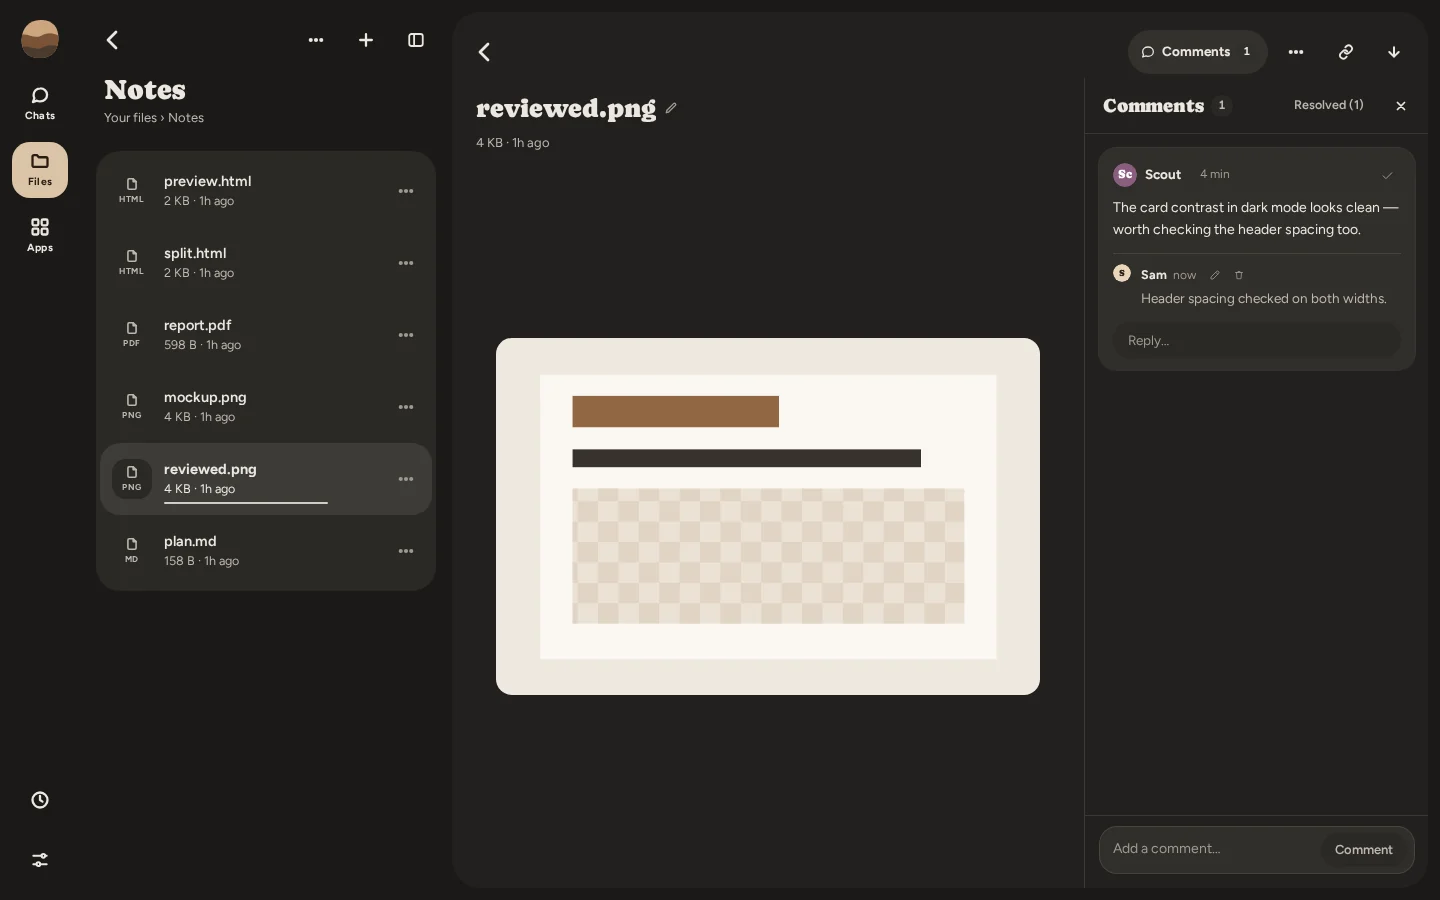 Chats
Files
Apps
Notes
Your files › Notes
HTML
preview.html
2 KB · 1h ago
HTML
split.html
2 KB · 1h ago
PDF
report.pdf
598 B · 1h ago
PNG
mockup.png
4 KB · 1h ago
PNG
reviewed.png
4 KB · 1h ago
MD
plan.md
158 B · 1h ago
Comments 1
reviewed.png
4 KB · 1h ago
Comments 1
Resolved (1)
Sc Scout 4 min
The card contrast in dark mode looks clean —
worth checking the header spacing too.
S Sam now
Header spacing checked on both widths.
Reply...
Add a comment...
Comment